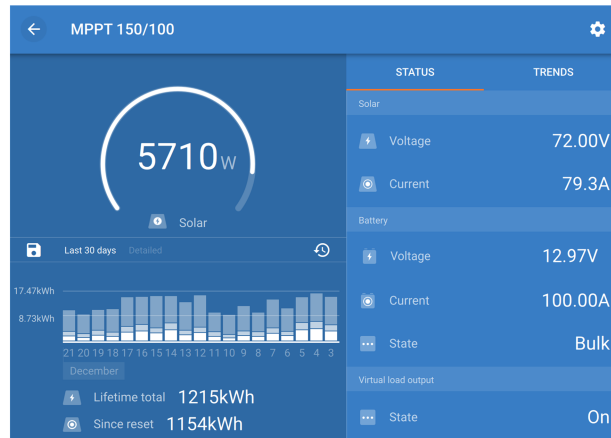 MPPT 150/100
5710W
Solar
Last 30 days Detailed
17.47kWh
8.73kWh
21 20 19 18 17 16 15 14 13 12 11 10 9 8 7 6 5 4 3
December
Lifetime total 1215kWh
Since reset 1154kWh
STATUS TRENDS
Solar
Voltage 72.00V
Current 79.3A
Battery
Voltage 12.97V
Current 100.00A
State Bulk
Virtual load output
State On